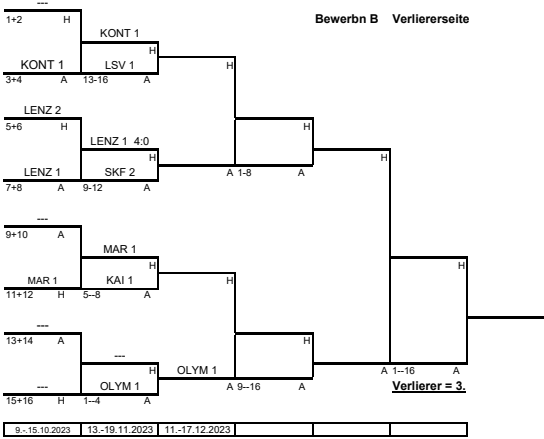 ---
1+2 H
Bewerbn B Verliererseite
KONT 1
H
KONT 1 LSV 1
H
3+4 A 13-16 A
LENZ 2
5+6 H
H
LENZ 1 4:0
H
H
LENZ 1 SKF 2
A 1-8 A
7+8 A 9-12 A
---
9+10 A
MAR 1
H
H
MAR 1 KAI 1
H
11+12 H 5--8 A
---
13+14 A
H
---
H
OLYM 1
A 1--16 A
--- OLYM 1
A 9--16 A
Verlierer = 3.
15+16 H 1--4 A
9.-.15.10.2023 13.-19.11.2023 11.-17.12.2023